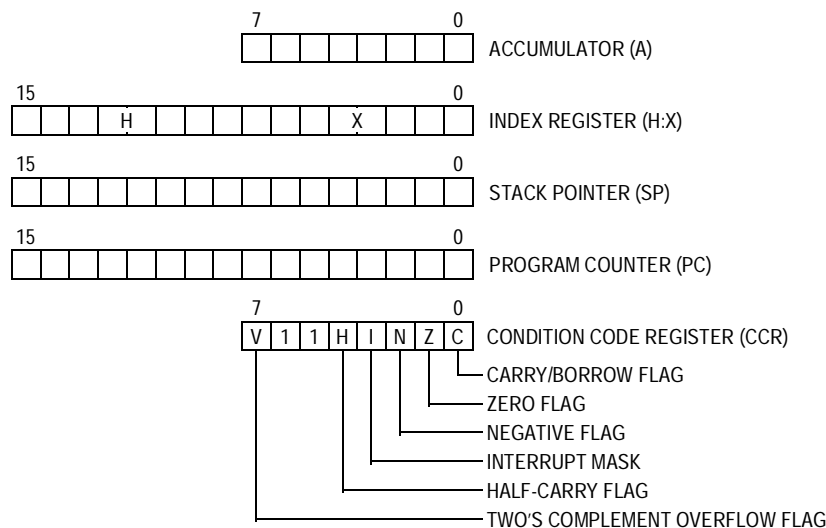 7 0
ACCUMULATOR (A)
15 0
H X INDEX REGISTER (H:X)
15 0
STACK POINTER (SP)
15 0
PROGRAM COUNTER (PC)
7 0
V 1 1 H I N Z C CONDITION CODE REGISTER (CCR)
CARRY/BORROW FLAG
ZERO FLAG
NEGATIVE FLAG
INTERRUPT MASK
HALF-CARRY FLAG
TWO'S COMPLEMENT OVERFLOW FLAG